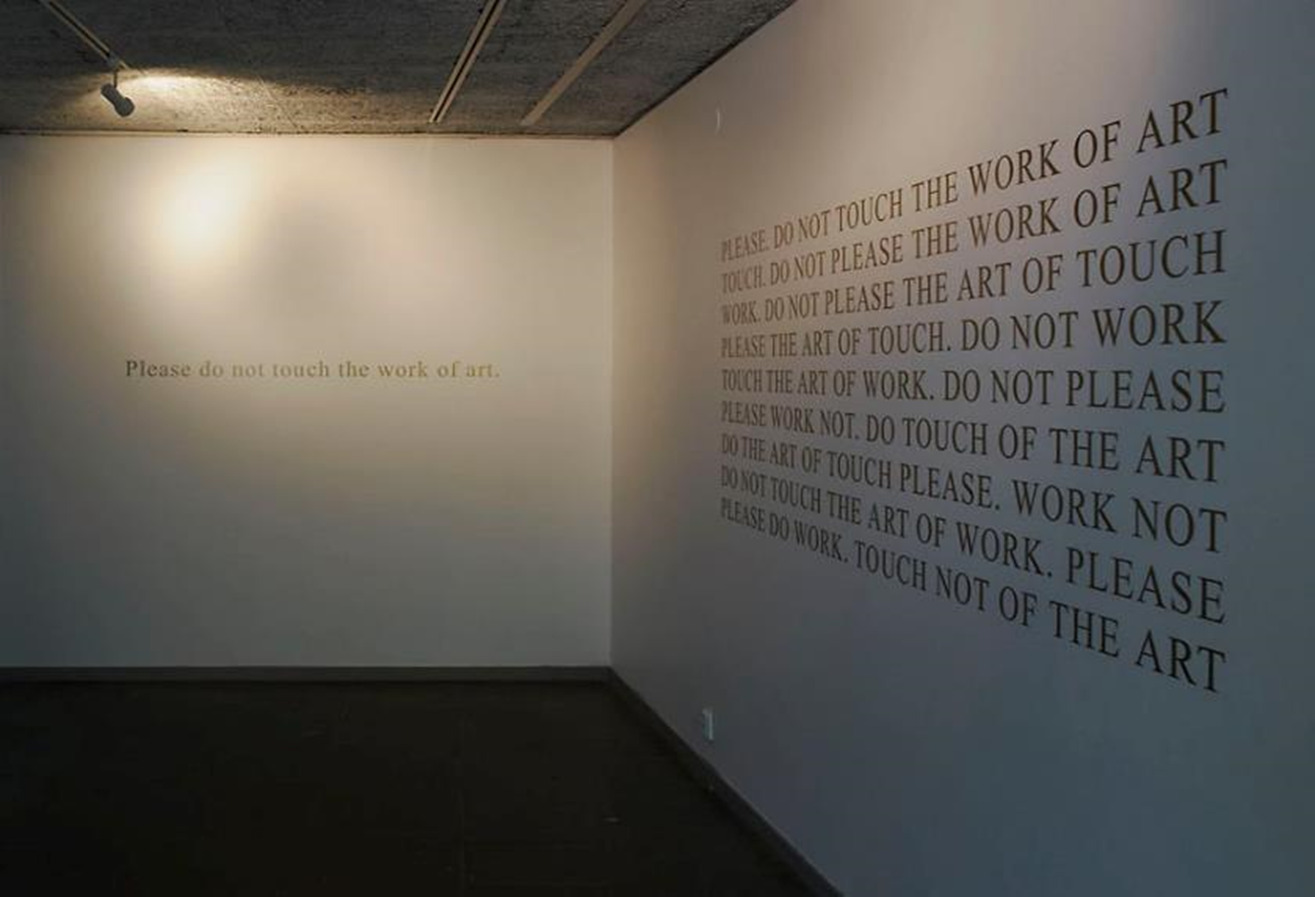 Please do not touch the work of art.
PLEASE. DO NOT TOUCH THE WORK OF ART
TOUCH. DO NOT PLEASE THE WORK OF ART
WORK. DO NOT PLEASE THE ART OF TOUCH
PLEASE THE ART OF TOUCH. DO NOT WORK
TOUCH THE ART OF WORK. DO NOT PLEASE
PLEASE WORK NOT. DO TOUCH OF THE ART
DO THE ART OF TOUCH PLEASE. WORK NOT
DO NOT TOUCH THE ART OF WORK. PLEASE
PLEASE DO WORK. TOUCH NOT OF THE ART